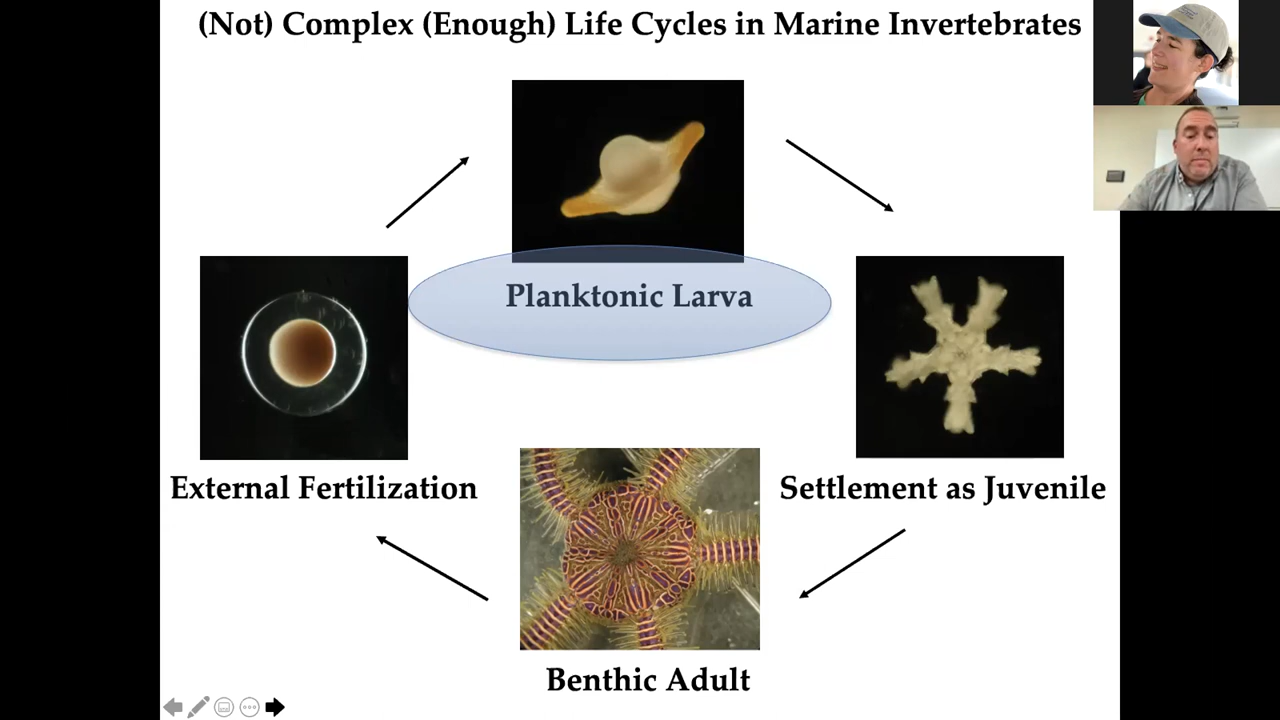 (Not) Complex (Enough) Life Cycles in Marine Invertebrates
Planktonic Larva
External Fertilization
Settlement as Juvenile
Benthic Adult